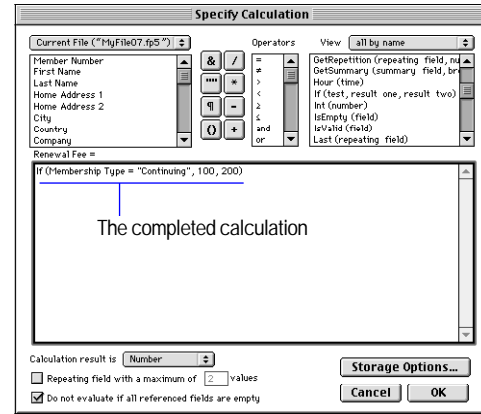 Specify Calculation
Current File ("MyFile07.fp5") Operators View all by name
Member Number
First Name
Last Name
Home Address 1
Home Address 2
City
Country
Company
& /
"" *
¶ -
() +
=
≠
>
<
≥
≤
and
or
GetRepetition (repeating field, nu
GetSummary (summary field, bre
Hour (time)
If (test, result one, result two)
Int (number)
IsEmpty (field)
IsValid (field)
Last (repeating field)
Renewal Fee =
If (Membership Type = "Continuing", 100, 200)
The completed calculation
Calculation result is Number
Repeating field with a maximum of 2 values
Do not evaluate if all referenced fields are empty
Storage Options...
Cancel OK